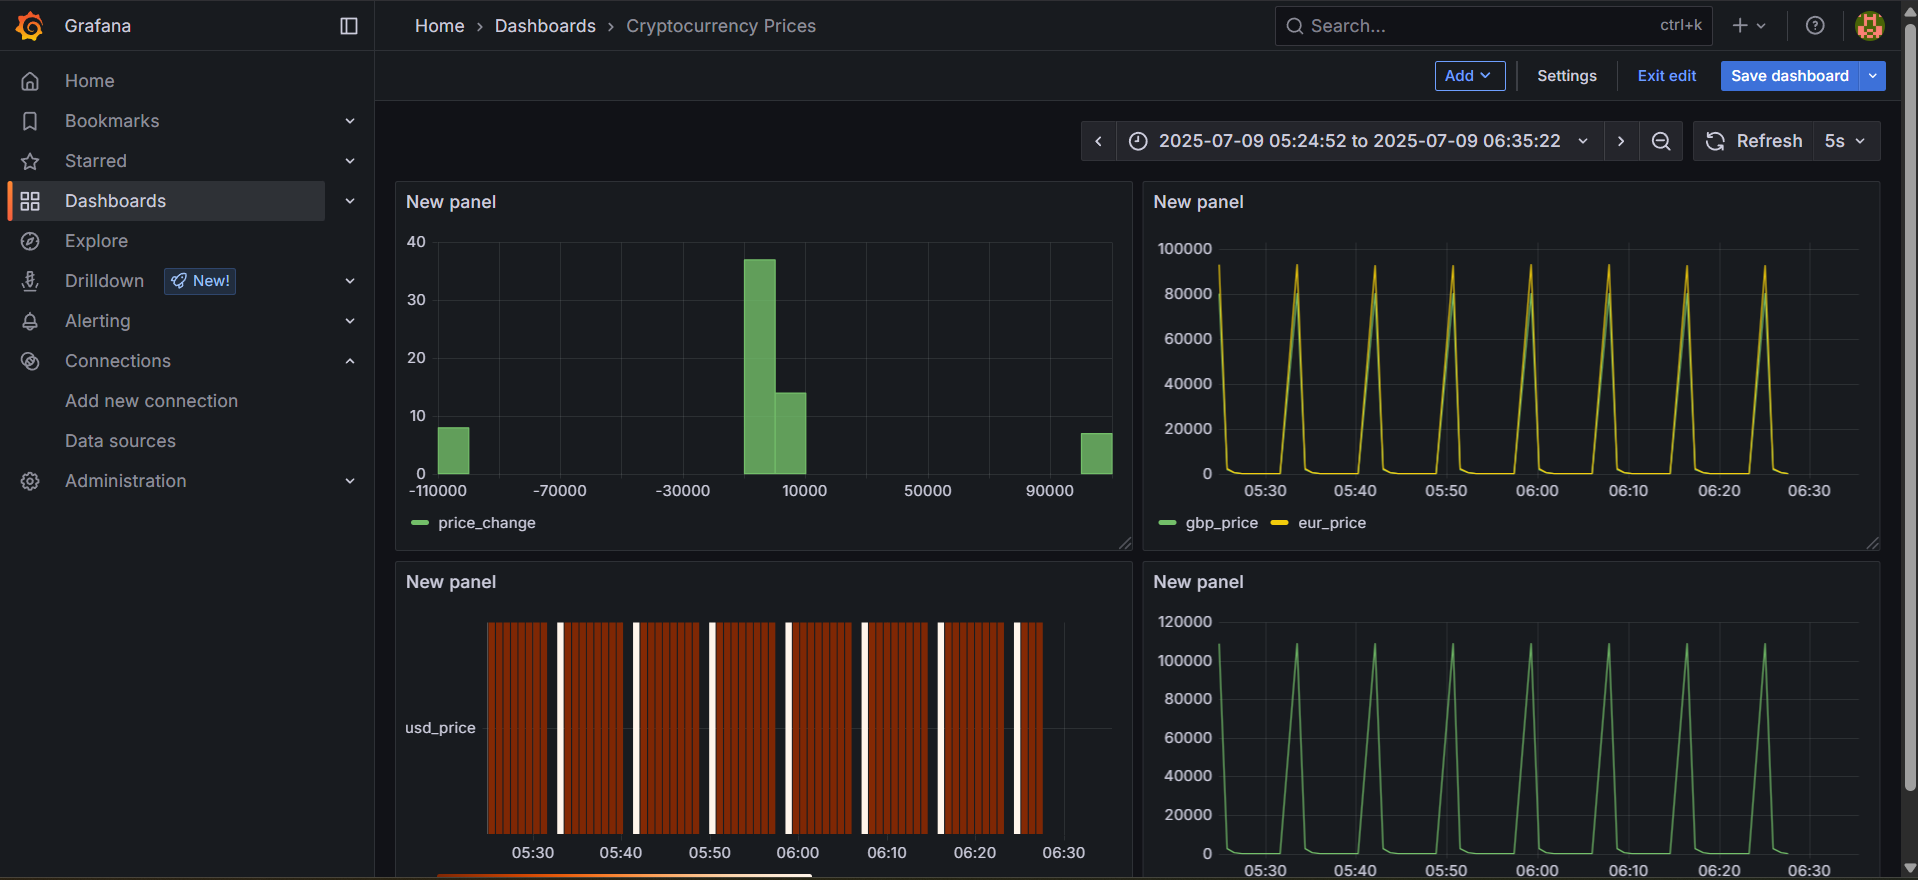 Grafana
Home › Dashboards › Cryptocurrency Prices
Search... ctrl+k
Add
Settings
Exit edit
Save dashboard
Home
Bookmarks
Starred
Dashboards
Explore
Drilldown New!
Alerting
Connections
Add new connection
Data sources
Administration
2025-07-09 05:24:52 to 2025-07-09 06:35:22
Refresh 5s
New panel
40
30
20
10
0
-110000 -70000 -30000 10000 50000 90000
price_change
New panel
100000
80000
60000
40000
20000
0
05:30 05:40 05:50 06:00 06:10 06:20 06:30
gbp_price eur_price
New panel
usd_price
05:30 05:40 05:50 06:00 06:10 06:20 06:30
New panel
120000
100000
80000
60000
40000
20000
0
05:30 05:40 05:50 06:00 06:10 06:20 06:30